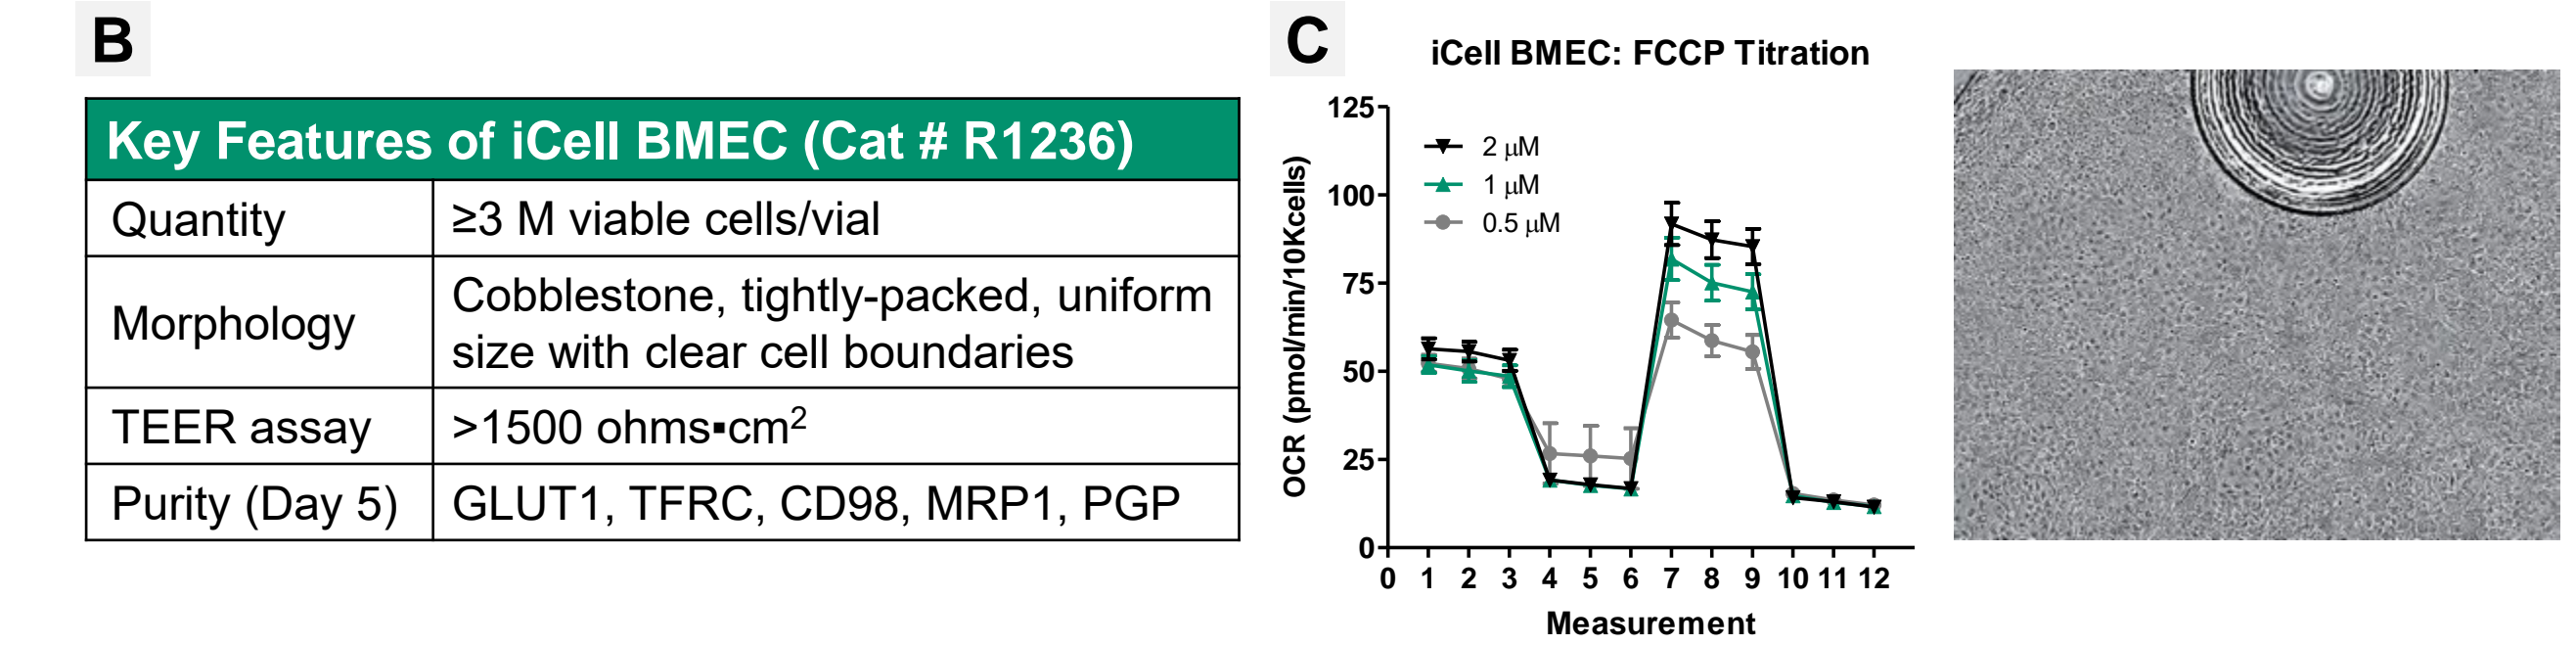 B
Key Features of iCell BMEC (Cat # R1236)
Quantity
≥3 M viable cells/vial
Morphology
Cobblestone, tightly-packed, uniform
size with clear cell boundaries
TEER assay
>1500 ohms▪cm²
Purity (Day 5)
GLUT1, TFRC, CD98, MRP1, PGP
C
iCell BMEC: FCCP Titration
OCR (pmol/min/10Kcells)
125
100
75
50
25
0
2 μM
1 μM
0.5 μM
0 1 2 3 4 5 6 7 8 9 10 11 12
Measurement